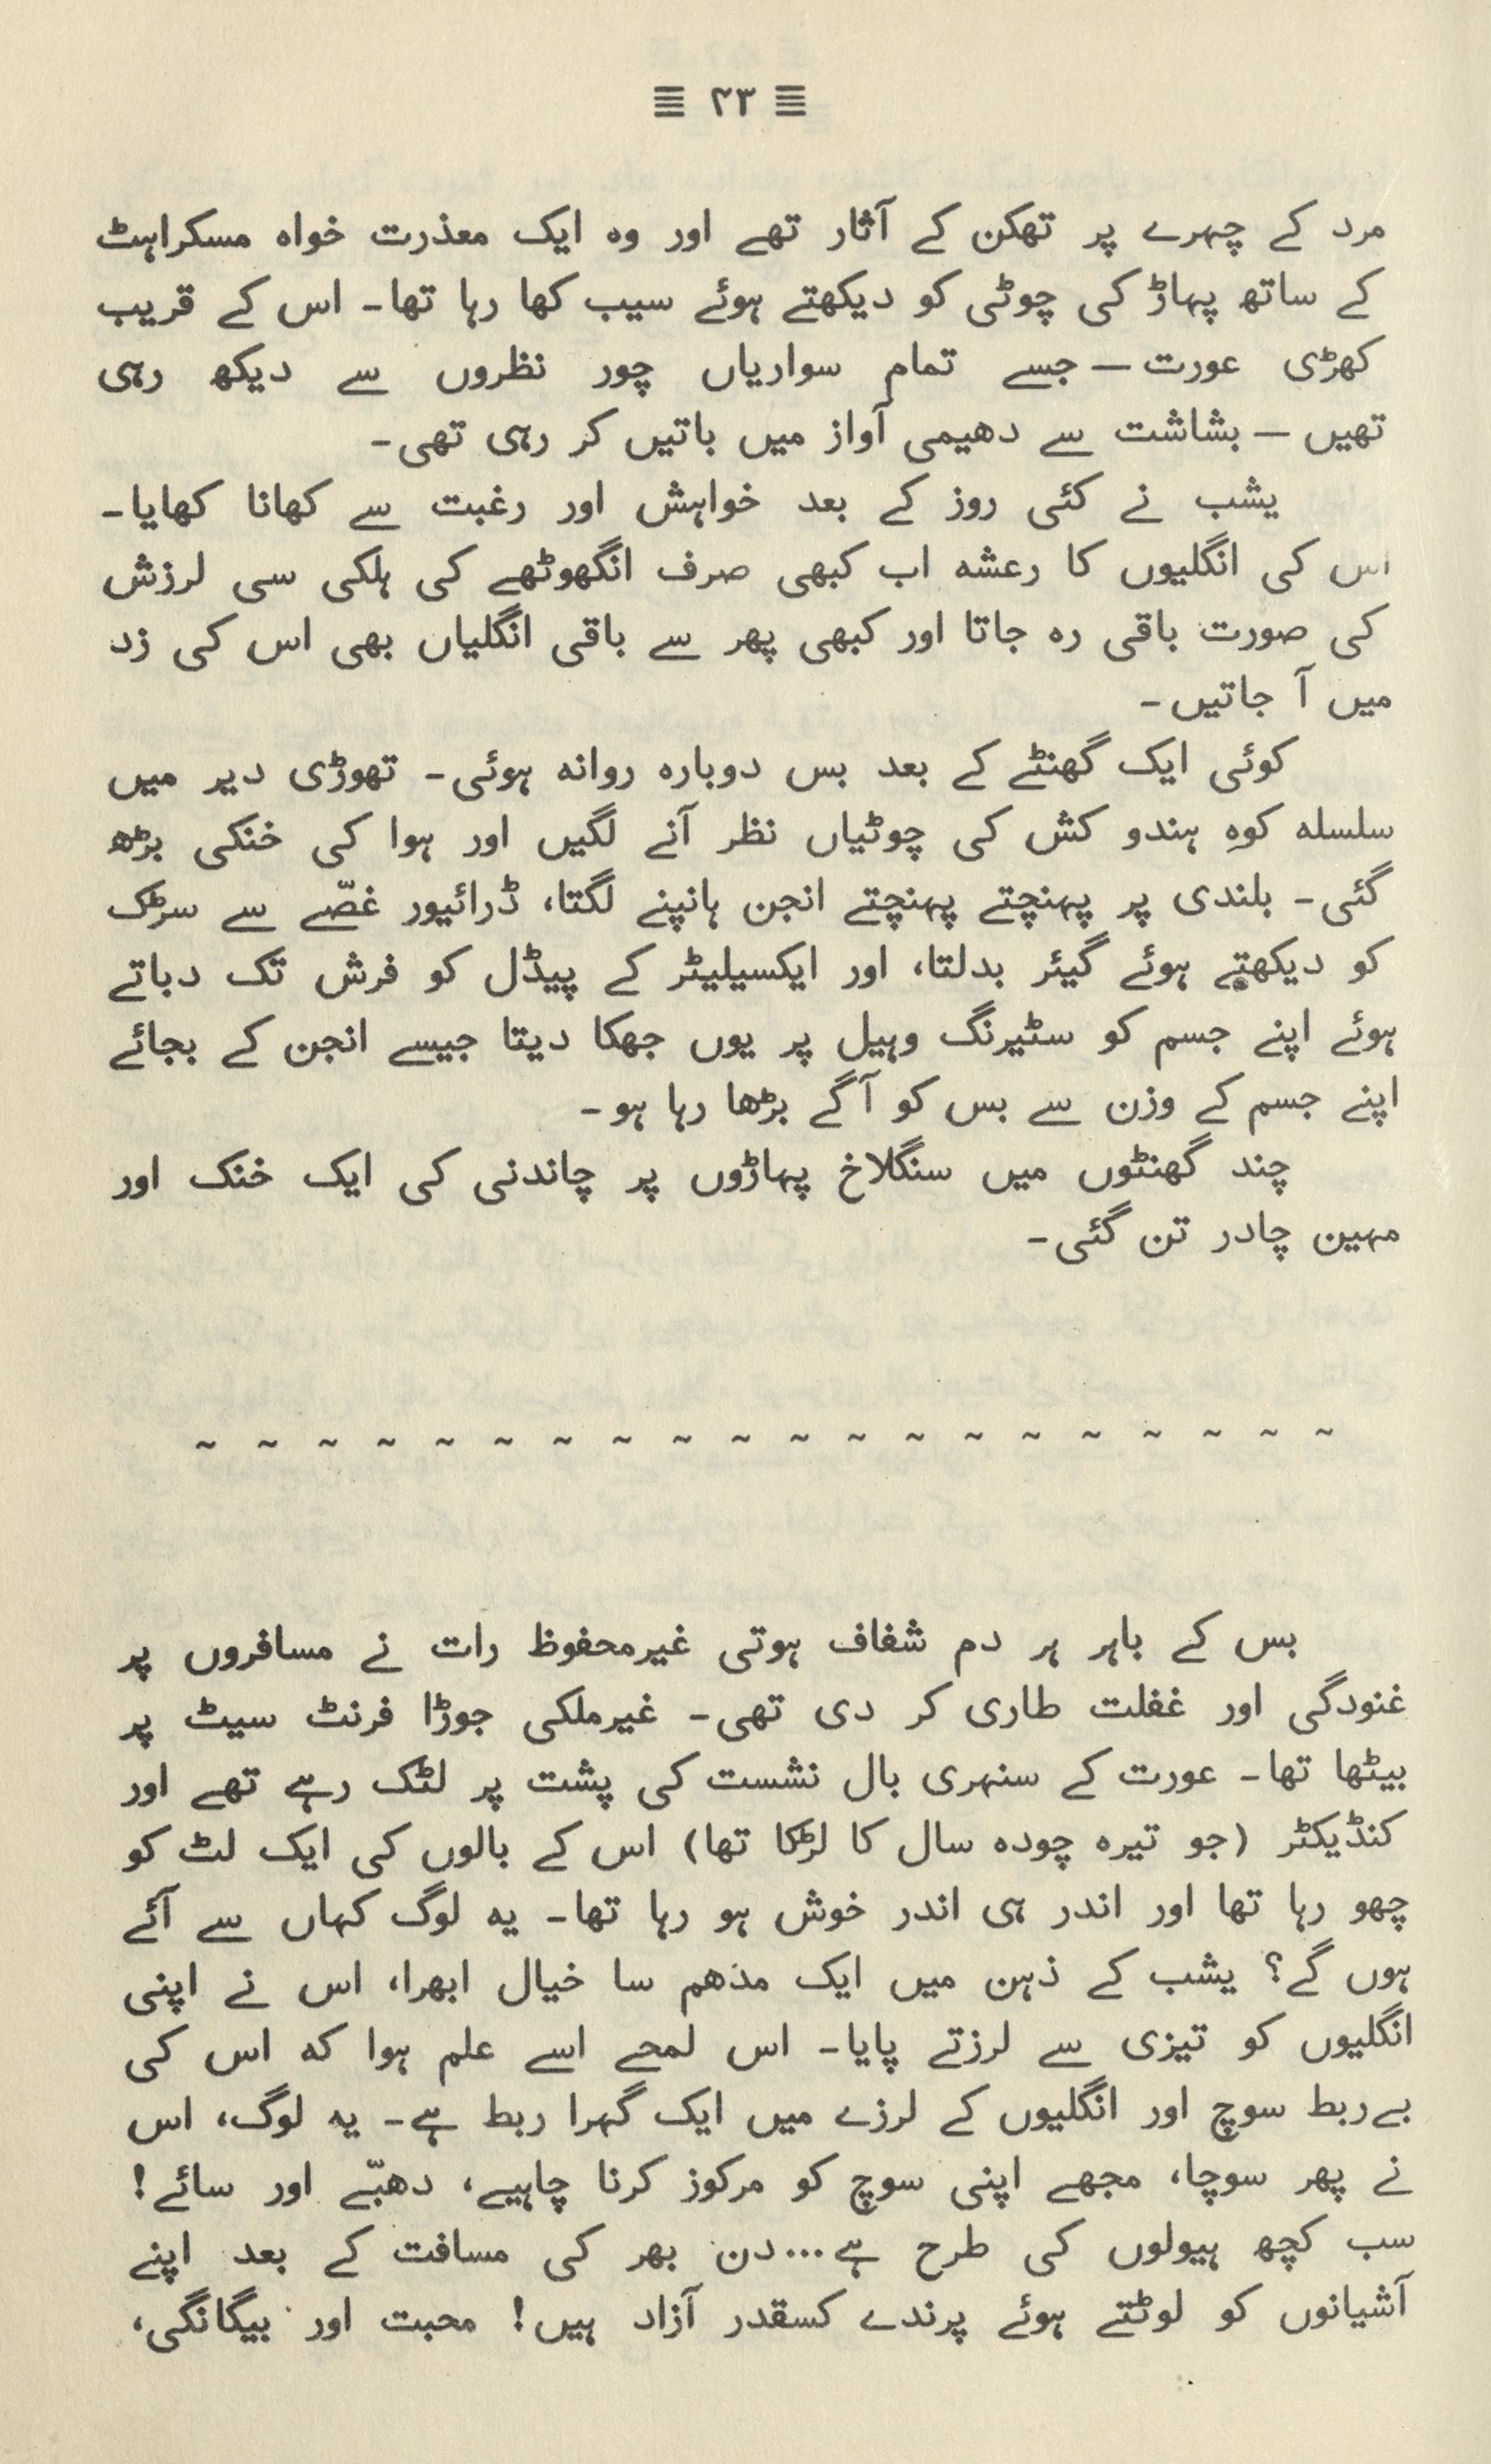 ۲۳
مرد کے چہرے پر تھکن کے آثار تھے اور وہ ایک معذرت خواہ مسکراہٹ
کے ساتھ پہاڑ کی چوٹی کو دیکھتے ہوئے سیب کھا رہا تھا۔ اس کے قریب
کھڑی عورت — جسے تمام سواریاں چور نظروں سے دیکھ رہی
تھیں — بشاشت سے دھیمی آواز میں باتیں کر رہی تھی۔
یشب نے کئی روز کے بعد خواہش اور رغبت سے کھانا کھایا۔
اس کی انگلیوں کا رعشہ اب کبھی صرف انگھوٹھے کی ہلکی سی لرزش
کی صورت باقی رہ جاتا اور کبھی پھر سے باقی انگلیاں بھی اس کی زد
میں آ جاتیں۔
کوئی ایک گھنٹے کے بعد بس دوبارہ روانہ ہوئی۔ تھوڑی دیر میں
سلسلہ کوہِ ہندو کش کی چوٹیاں نظر آنے لگیں اور ہوا کی خنکی بڑھ
گئی۔ بلندی پر پہنچتے پہنچتے انجن ہانپنے لگتا، ڈرائیور غصّے سے سڑک
کو دیکھتے ہوئے گیئر بدلتا، اور ایکسیلیٹر کے پیڈل کو فرش تک دباتے
ہوئے اپنے جسم کو سٹیرنگ وہیل پر یوں جھکا دیتا جیسے انجن کے بجائے
اپنے جسم کے وزن سے بس کو آگے بڑھا رہا ہو۔
چند گھنٹوں میں سنگلاخ پہاڑوں پر چاندنی کی ایک خنک اور
مہین چادر تن گئی۔
~ ~ ~ ~ ~ ~ ~ ~ ~ ~ ~ ~ ~ ~ ~ ~ ~ ~ ~ ~
بس کے باہر ہر دم شفاف ہوتی غیرمحفوظ رات نے مسافروں پر
غنودگی اور غفلت طاری کر دی تھی۔ غیرملکی جوڑا فرنٹ سیٹ پر
بیٹھا تھا۔ عورت کے سنہری بال نشست کی پشت پر لٹک رہے تھے اور
کنڈیکٹر (جو تیرہ چودہ سال کا لڑکا تھا) اس کے بالوں کی ایک لٹ کو
چھو رہا تھا اور اندر ہی اندر خوش ہو رہا تھا۔ یہ لوگ کہاں سے آئے
ہوں گے؟ یشب کے ذہن میں ایک مدھم سا خیال ابھرا، اس نے اپنی
انگلیوں کو تیزی سے لرزتے پایا۔ اس لمحے اسے علم ہوا کہ اس کی
بےربط سوچ اور انگلیوں کے لرزے میں ایک گہرا ربط ہے۔ یہ لوگ، اس
نے پھر سوچا، مجھے اپنی سوچ کو مرکوز کرنا چاہیے، دھبّے اور سائے!
سب کچھ ہیولوں کی طرح ہے...دن بھر کی مسافت کے بعد اپنے
آشیانوں کو لوٹتے ہوئے پرندے کسقدر آزاد ہیں! محبت اور بیگانگی،